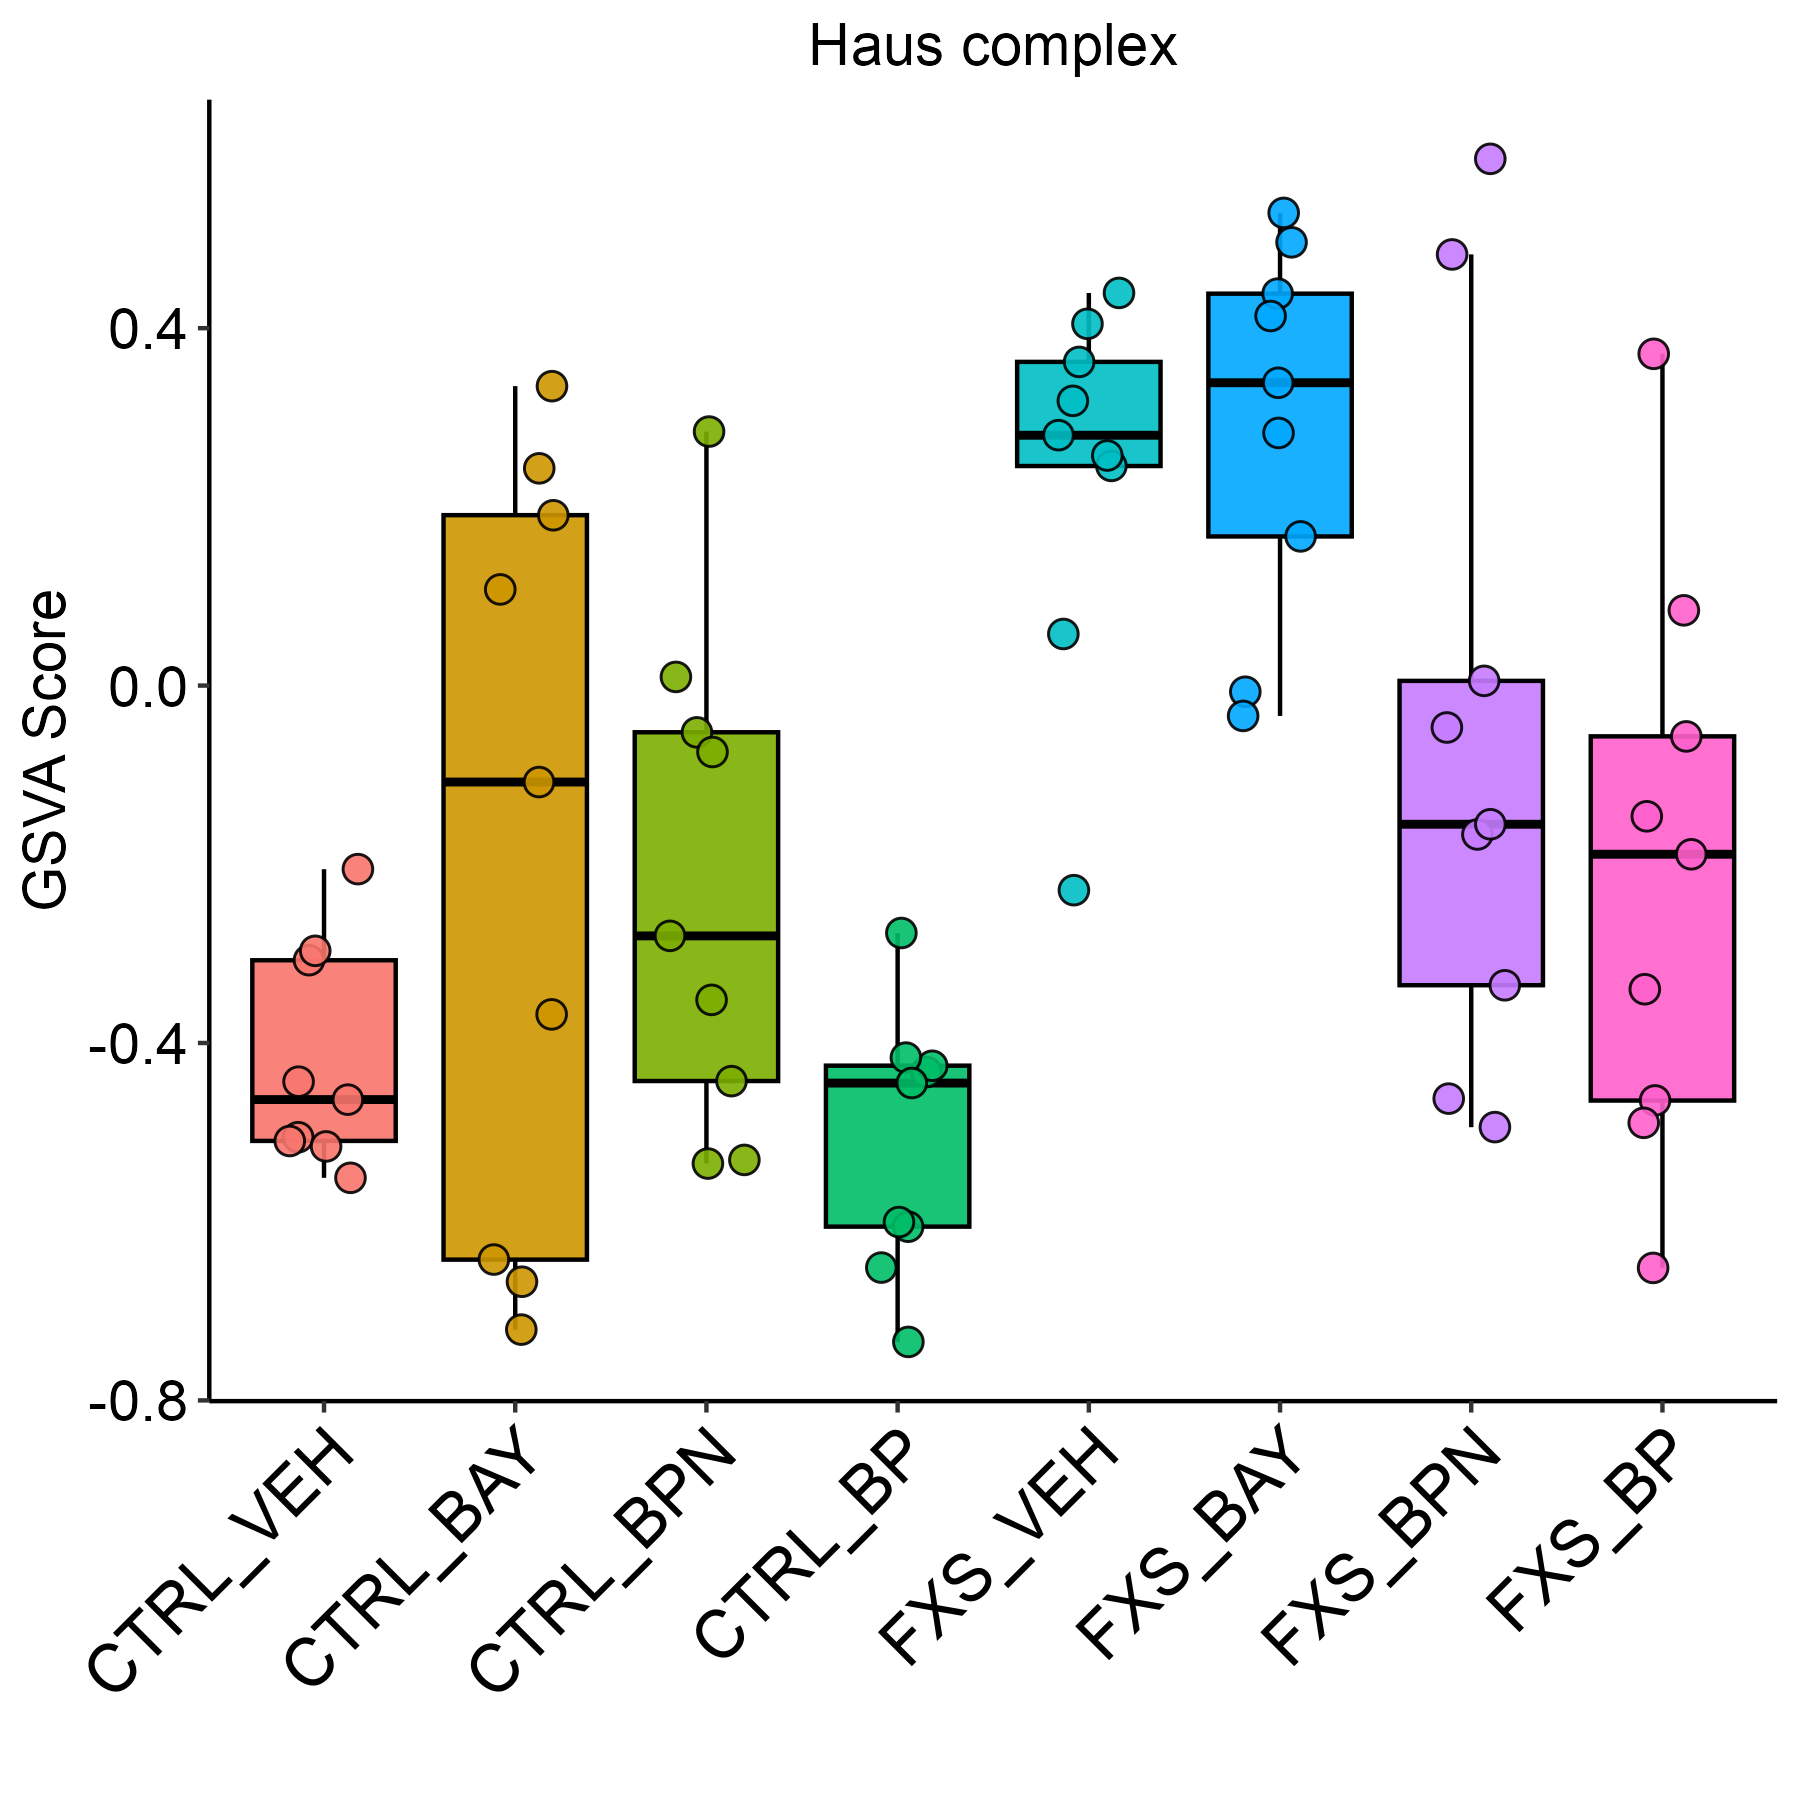 Haus complex
GSVA Score
0.4
0.0
-0.4
-0.8
CTRL_VEH
CTRL_BAY
CTRL_BPN
CTRL_BP
FXS_VEH
FXS_BAY
FXS_BPN
FXS_BP